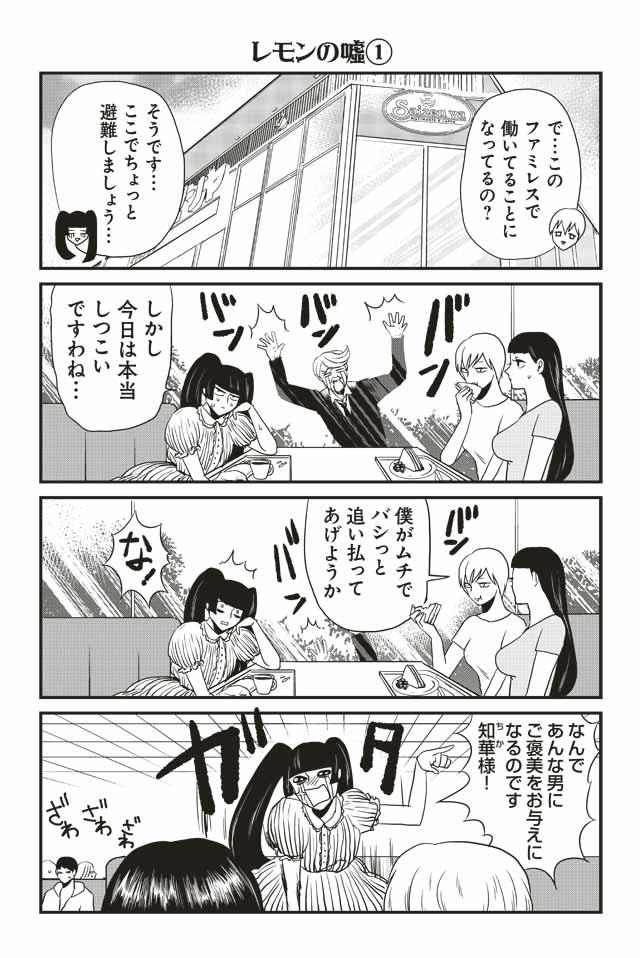 レモンの嘘①
で…この
ファミレスで
働いてることに
なってるの?
Saizen ya
そうです…
ここでちょっと
避難しましょう…
バン
バン
バン
しかし
今日は本当
しつこい
ですわね…
僕がムチで
バシっと
追い払って
あげようか
な!
なんで
あんな男に
ご褒美をお与えに
なるのです
知華様!
ちか
ガタ
ざわ
ざわ
ざわ